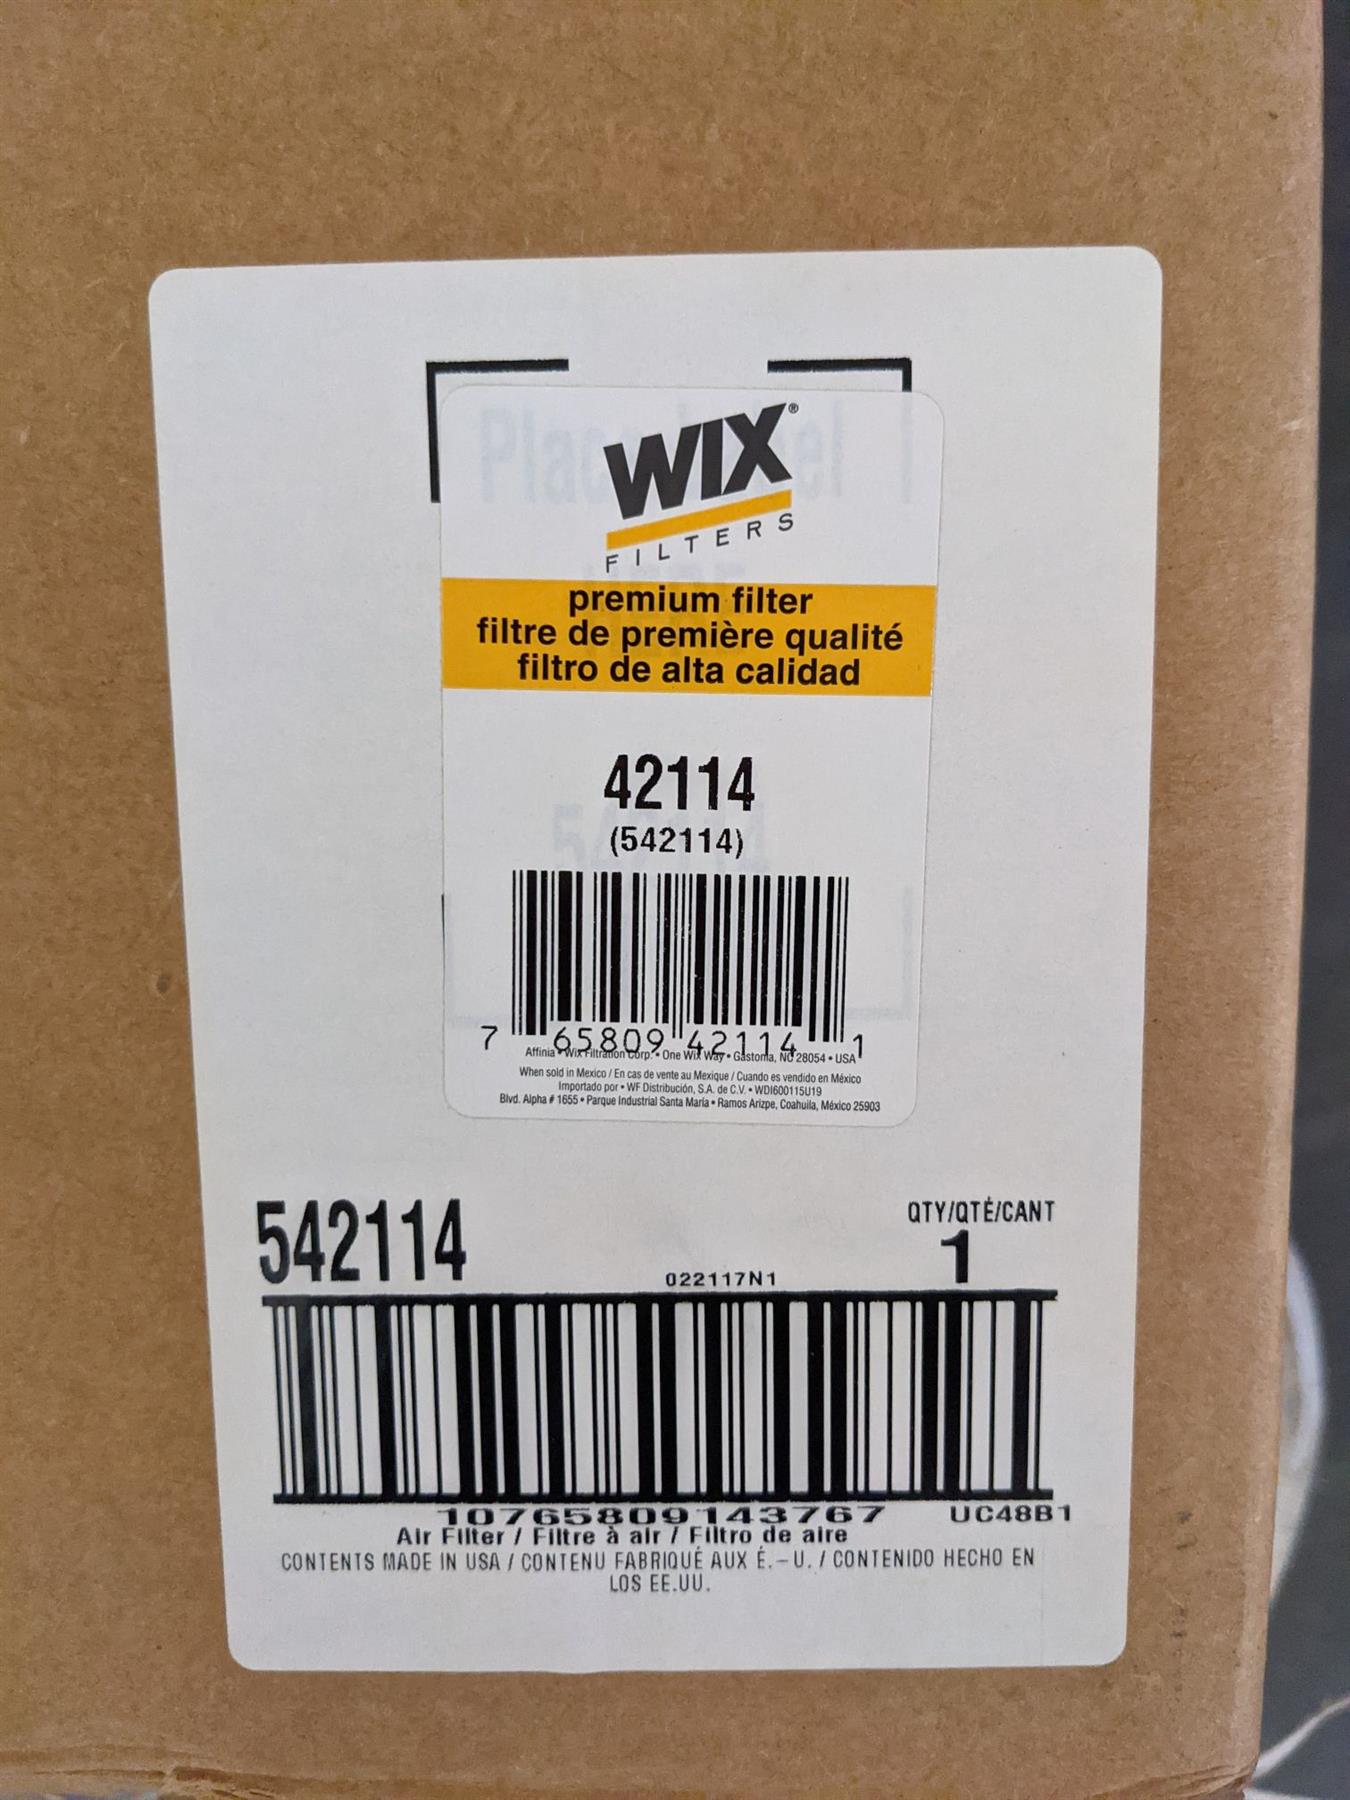 Place Label
WIX®
FILTERS
HERE
premium filter
filtre de première qualité
filtro de alta calidad
42114
(542114)
542114
7 65809 42114 1
Affinia • Wix Filtration Corp. • One Wix Way • Gastonia, NC 28054 • USA
When sold in Mexico / En cas de vente au Mexique / Cuando es vendido en México
Importado por • WF Distribución, S.A. de C.V. • WDI600115U19
Blvd. Alpha # 1655 • Parque Industrial Santa María • Ramos Arizpe, Coahuila, México 25903
542114
QTY/QTÉ/CANT
1
022117N1
10765809143767
UC48B1
Air Filter / Filtre à air / Filtro de aire
CONTENTS MADE IN USA / CONTENU FABRIQUÉ AUX É.-U. / CONTENIDO HECHO EN
LOS EE.UU.